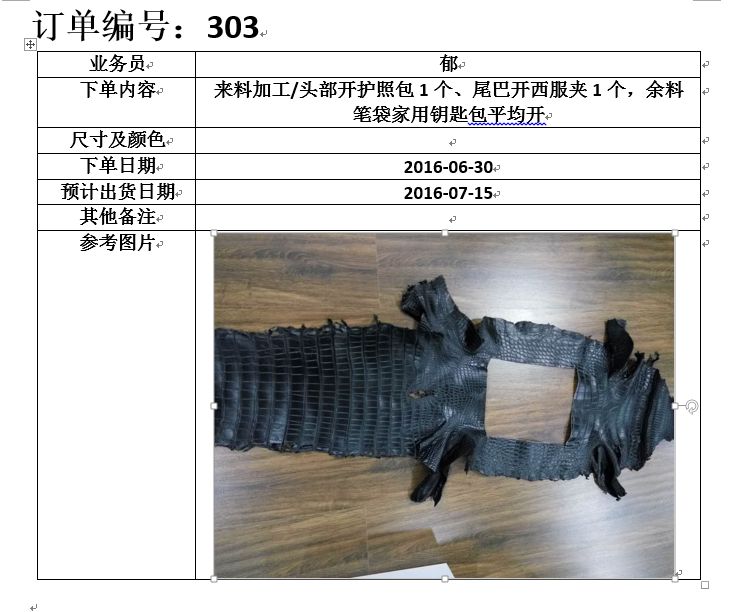 订单编号：303
业务员 郁
下单内容 来料加工/头部开护照包1个、尾巴开西服夹1个，余料
笔袋家用钥匙包平均开
尺寸及颜色
下单日期 2016-06-30
预计出货日期 2016-07-15
其他备注
参考图片